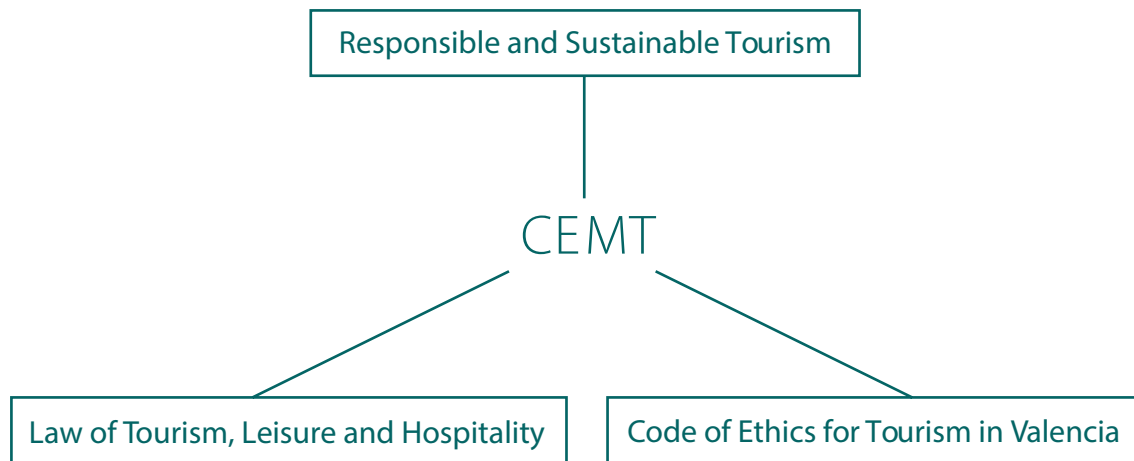 Responsible and Sustainable Tourism
CEMT
Law of Tourism, Leisure and Hospitality
Code of Ethics for Tourism in Valencia